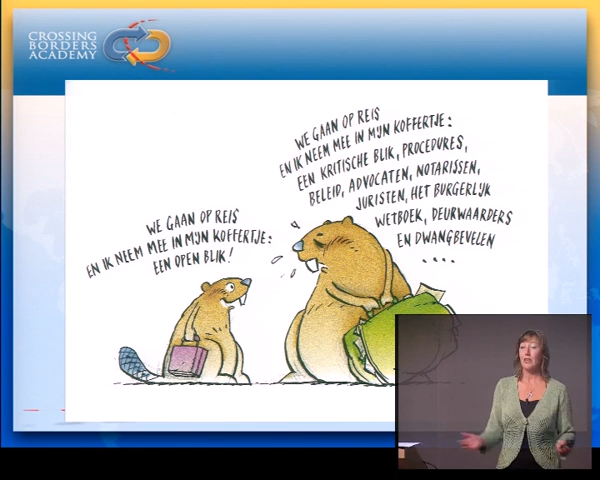 CROSSING
BORDERS
ACADEMY
WE GAAN OP REIS
EN IK NEEM MEE IN MIJN KOFFERTJE:
EEN OPEN BLIK!
WE GAAN OP REIS
EN IK NEEM MEE IN MIJN KOFFERTJE:
EEN KRITISCHE BLIK, PROCEDURES,
BELEID, ADVOCATEN, NOTARISSEN,
JURISTEN, HET BURGERLIJK
WETBOEK, DEURWAARDERS
EN DWANGBEVELEN
....